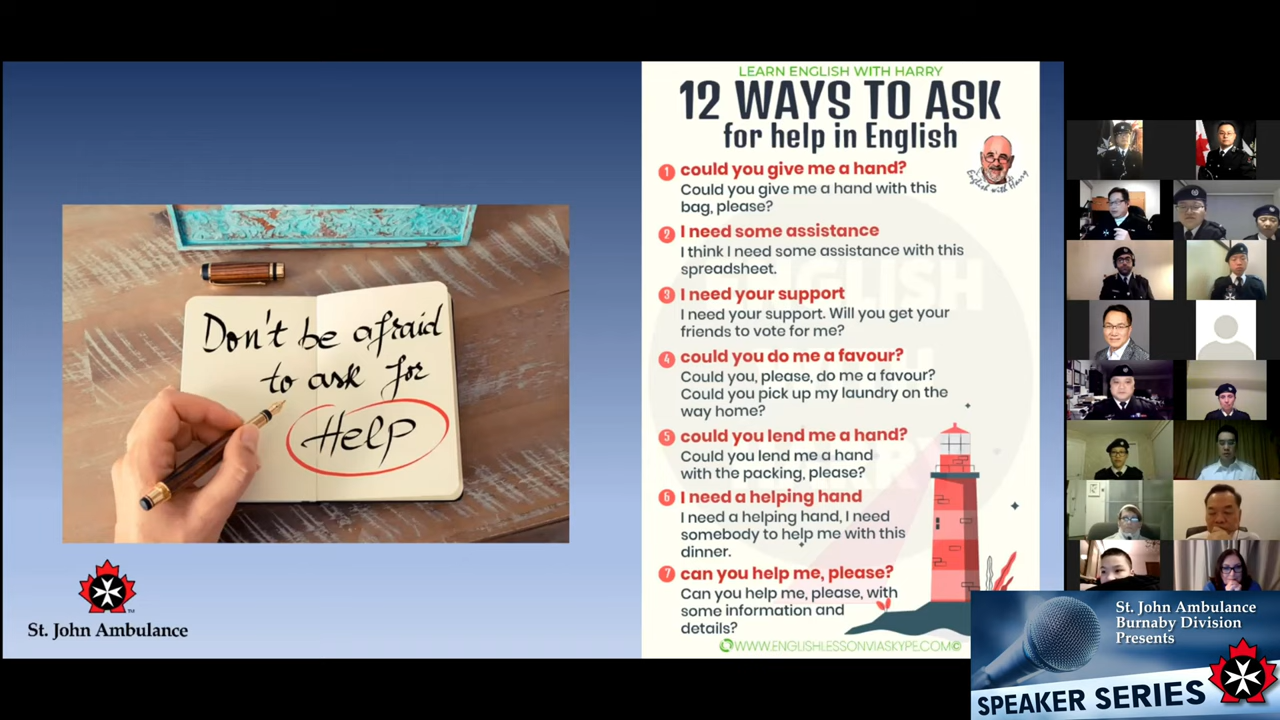 Don't be afraid
to ask for
Help
St. John Ambulance
LEARN ENGLISH WITH HARRY
12 WAYS TO ASK
for help in English
English with Harry
1 could you give me a hand?
Could you give me a hand with this
bag, please?
2 I need some assistance
I think I need some assistance with this
spreadsheet.
3 I need your support
I need your support. Will you get your
friends to vote for me?
4 could you do me a favour?
Could you, please, do me a favour?
Could you pick up my laundry on the
way home?
5 could you lend me a hand?
Could you lend me a hand
with the packing, please?
6 I need a helping hand
I need a helping hand, I need
somebody to help me with this
dinner.
7 can you help me, please?
Can you help me, please, with
some information and
details?
WWW.ENGLISHLESSONVIASKYPE.COM©
St. John Ambulance
Burnaby Division
Presents
SPEAKER SERIES